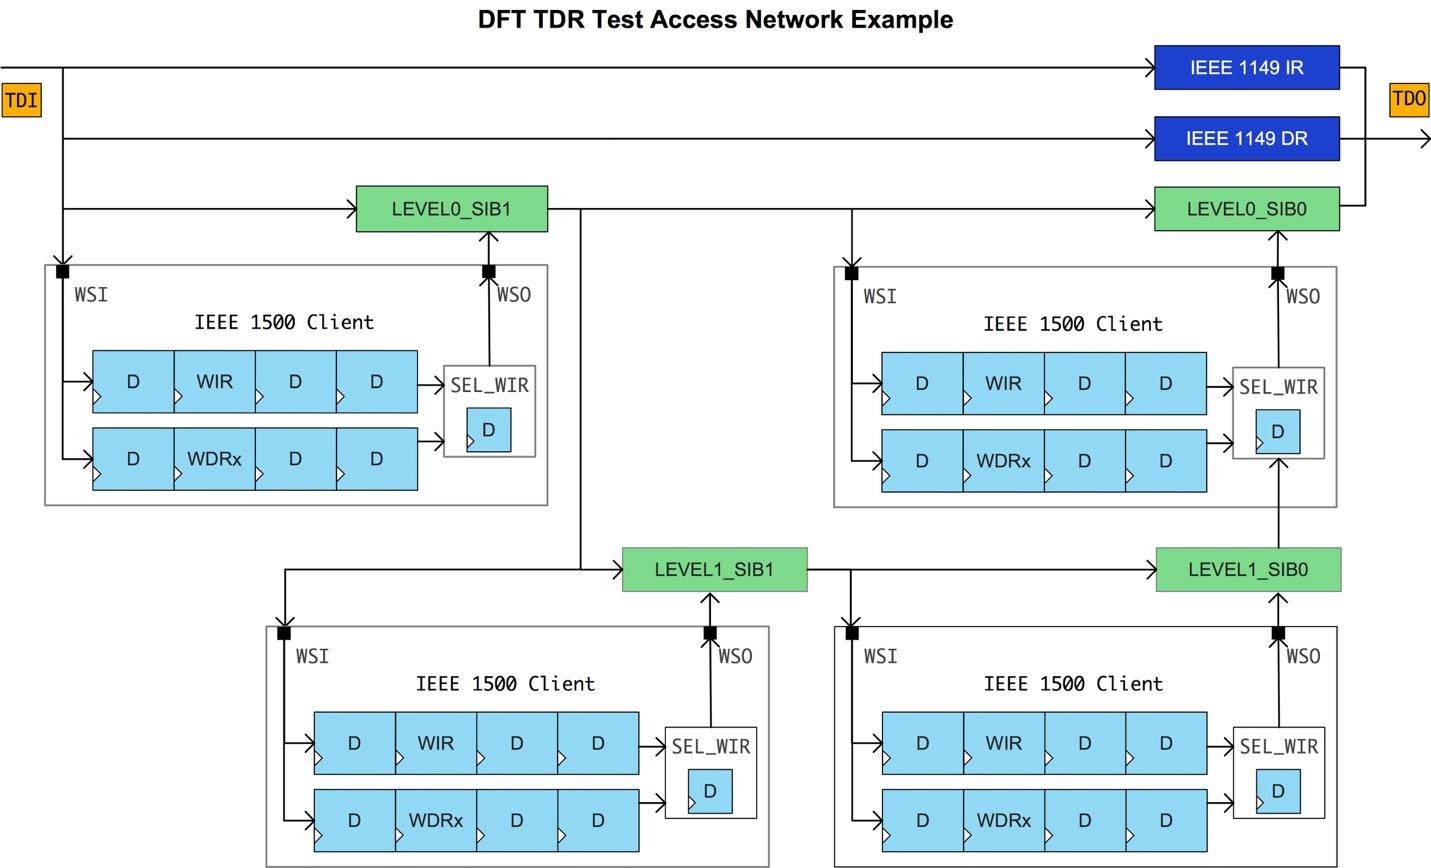 DFT TDR Test Access Network Example
IEEE 1149 IR
TDI
TDO
IEEE 1149 DR
LEVEL0_SIB1
LEVEL0_SIB0
WSI
WSO
IEEE 1500 Client
D WIR D D
SEL_WIR
D
D WDRx D D
WSI
WSO
IEEE 1500 Client
D WIR D D
SEL_WIR
D
D WDRx D D
LEVEL1_SIB1
LEVEL1_SIB0
WSI
WSO
IEEE 1500 Client
D WIR D D
SEL_WIR
D
D WDRx D D
WSI
WSO
IEEE 1500 Client
D WIR D D
SEL_WIR
D
D WDRx D D